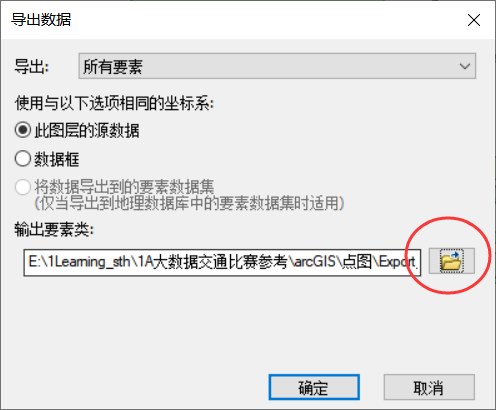 导出数据
导出: 所有要素
使用与以下选项相同的坐标系:
此图层的源数据
数据框
将数据导出到的要素数据集
(仅当导出到地理数据库中的要素数据集时适用)
输出要素类:
E:\1Learning_sth\1A大数据交通比赛参考\arcGIS\点图\Export_
确定 取消